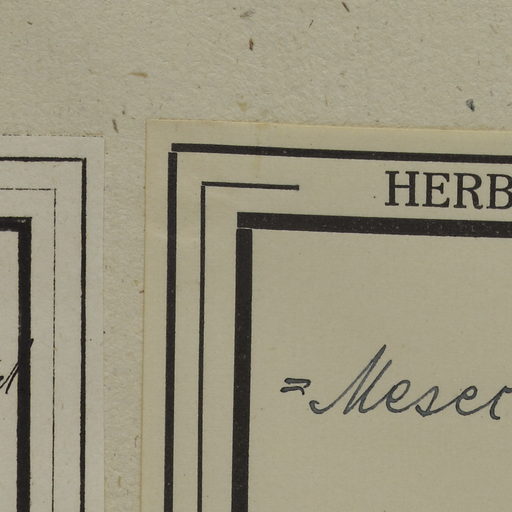 HERB
= Mesec